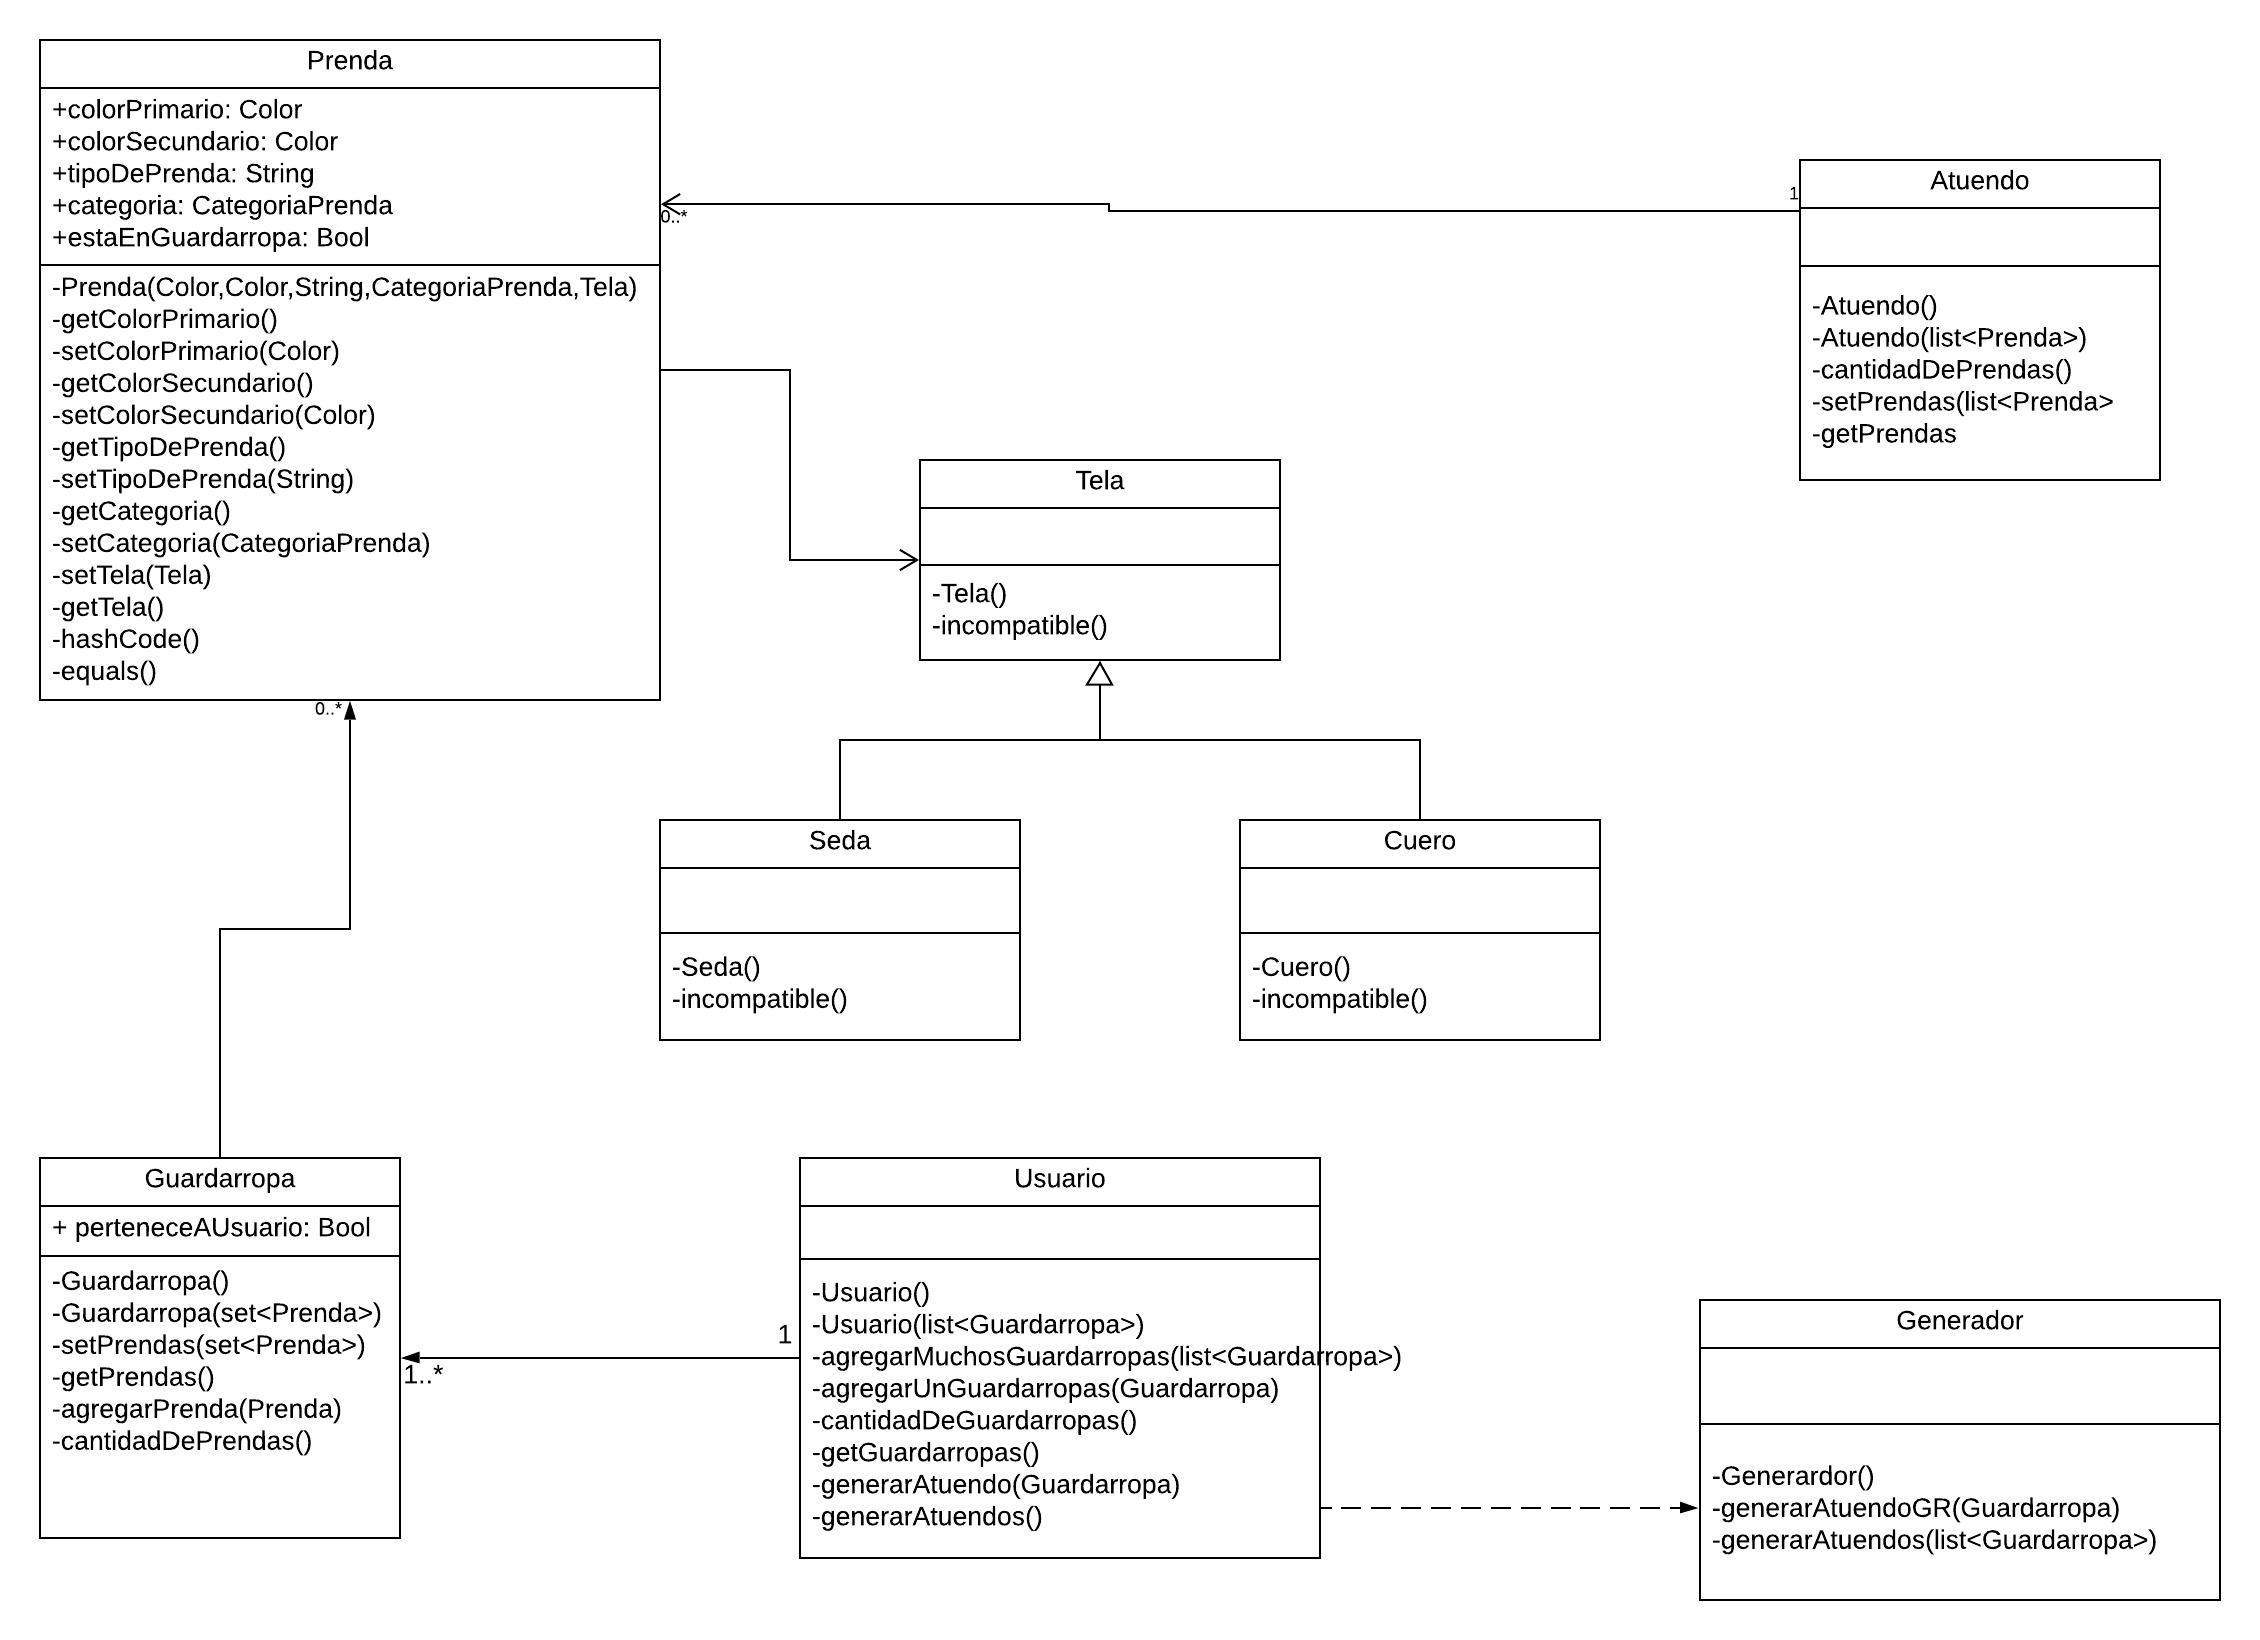 Prenda
+colorPrimario: Color
+colorSecundario: Color
+tipoDePrenda: String
+categoria: CategoriaPrenda
+estaEnGuardarropa: Bool
-Prenda(Color,Color,String,CategoriaPrenda,Tela)
-getColorPrimario()
-setColorPrimario(Color)
-getColorSecundario()
-setColorSecundario(Color)
-getTipoDePrenda()
-setTipoDePrenda(String)
-getCategoria()
-setCategoria(CategoriaPrenda)
-setTela(Tela)
-getTela()
-hashCode()
-equals()
0..*
0..*
1
Atuendo
-Atuendo()
-Atuendo(list<Prenda>)
-cantidadDePrendas()
-setPrendas(list<Prenda>
-getPrendas
Tela
-Tela()
-incompatible()
Seda
-Seda()
-incompatible()
Cuero
-Cuero()
-incompatible()
Guardarropa
+ perteneceAUsuario: Bool
-Guardarropa()
-Guardarropa(set<Prenda>)
-setPrendas(set<Prenda>)
-getPrendas()
-agregarPrenda(Prenda)
-cantidadDePrendas()
1..*
1
Usuario
-Usuario()
-Usuario(list<Guardarropa>)
-agregarMuchosGuardarropas(list<Guardarropa>)
-agregarUnGuardarropas(Guardarropa)
-cantidadDeGuardarropas()
-getGuardarropas()
-generarAtuendo(Guardarropa)
-generarAtuendos()
Generador
-Generardor()
-generarAtuendoGR(Guardarropa)
-generarAtuendos(list<Guardarropa>)